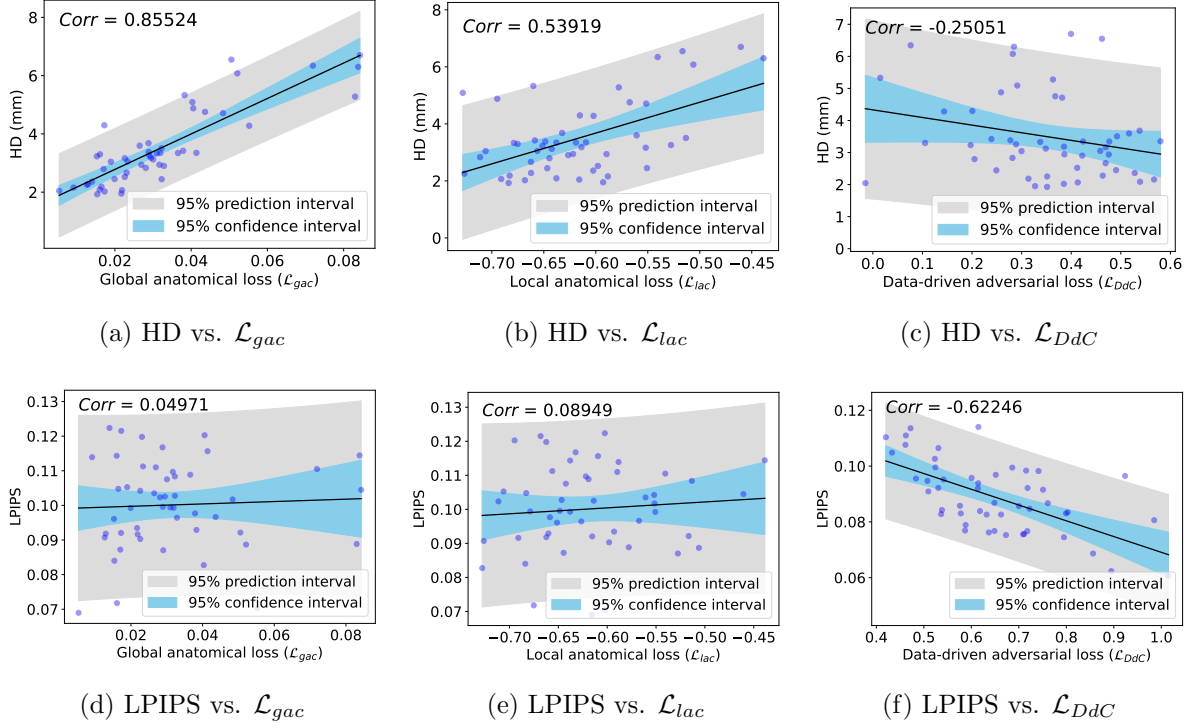 Corr = 0.85524
HD (mm)
8
6
4
2
95% prediction interval
95% confidence interval
0.02 0.04 0.06 0.08
Global anatomical loss (ℒgac)
(a) HD vs. ℒgac
Corr = 0.53919
HD (mm)
8
6
4
2
0
95% prediction interval
95% confidence interval
−0.70 −0.65 −0.60 −0.55 −0.50 −0.45
Local anatomical loss (ℒlac)
(b) HD vs. ℒlac
Corr = -0.25051
HD (mm)
7
6
5
4
3
2
1
0
95% prediction interval
95% confidence interval
0.0 0.1 0.2 0.3 0.4 0.5 0.6
Data-driven adversarial loss (ℒDdC)
(c) HD vs. ℒDdC
Corr = 0.04971
LPIPS
0.13
0.12
0.11
0.10
0.09
0.08
0.07
95% prediction interval
95% confidence interval
0.02 0.04 0.06 0.08
Global anatomical loss (ℒgac)
(d) LPIPS vs. ℒgac
Corr = 0.08949
LPIPS
0.13
0.12
0.11
0.10
0.09
0.08
0.07
95% prediction interval
95% confidence interval
−0.70 −0.65 −0.60 −0.55 −0.50 −0.45
Local anatomical loss (ℒlac)
(e) LPIPS vs. ℒlac
Corr = -0.62246
LPIPS
0.12
0.10
0.08
0.06
95% prediction interval
95% confidence interval
0.4 0.5 0.6 0.7 0.8 0.9 1.0
Data-driven adversarial loss (ℒDdC)
(f) LPIPS vs. ℒDdC